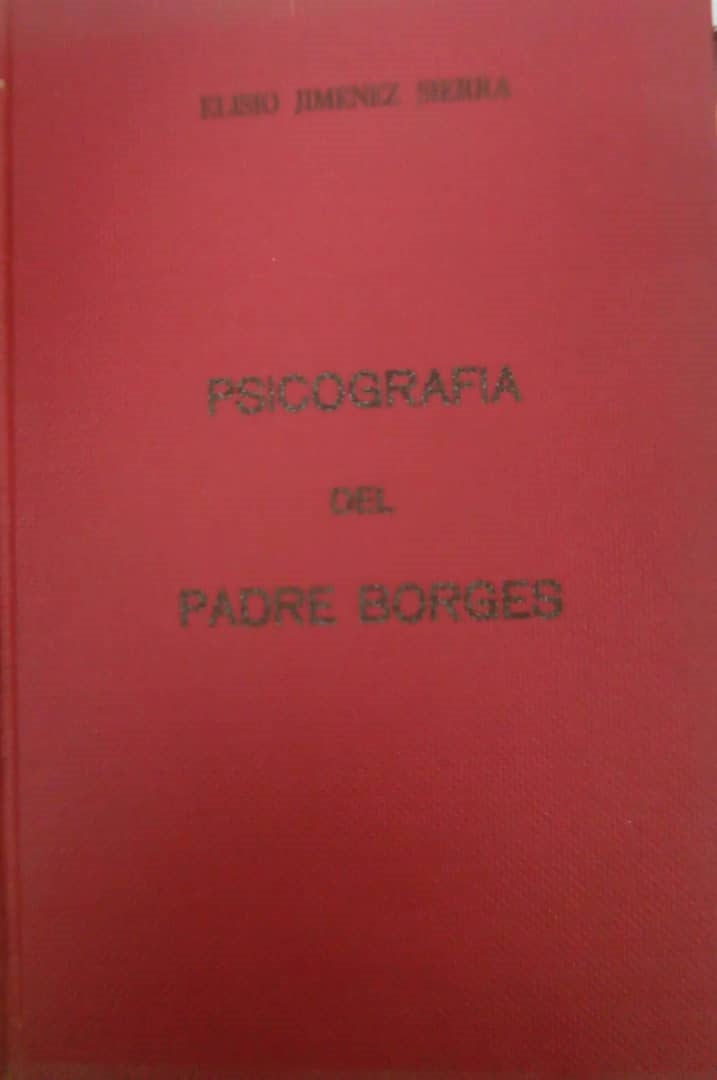 ELISIO JIMENEZ SIERRA
PSICOGRAFIA
DEL
PADRE BORGES